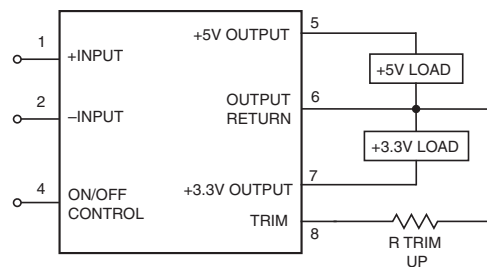 1
+INPUT
2
–INPUT
4
ON/OFF
CONTROL
+5V OUTPUT
5
OUTPUT
RETURN
6
+3.3V OUTPUT
7
TRIM
8
+5V LOAD
+3.3V LOAD
R TRIM
UP